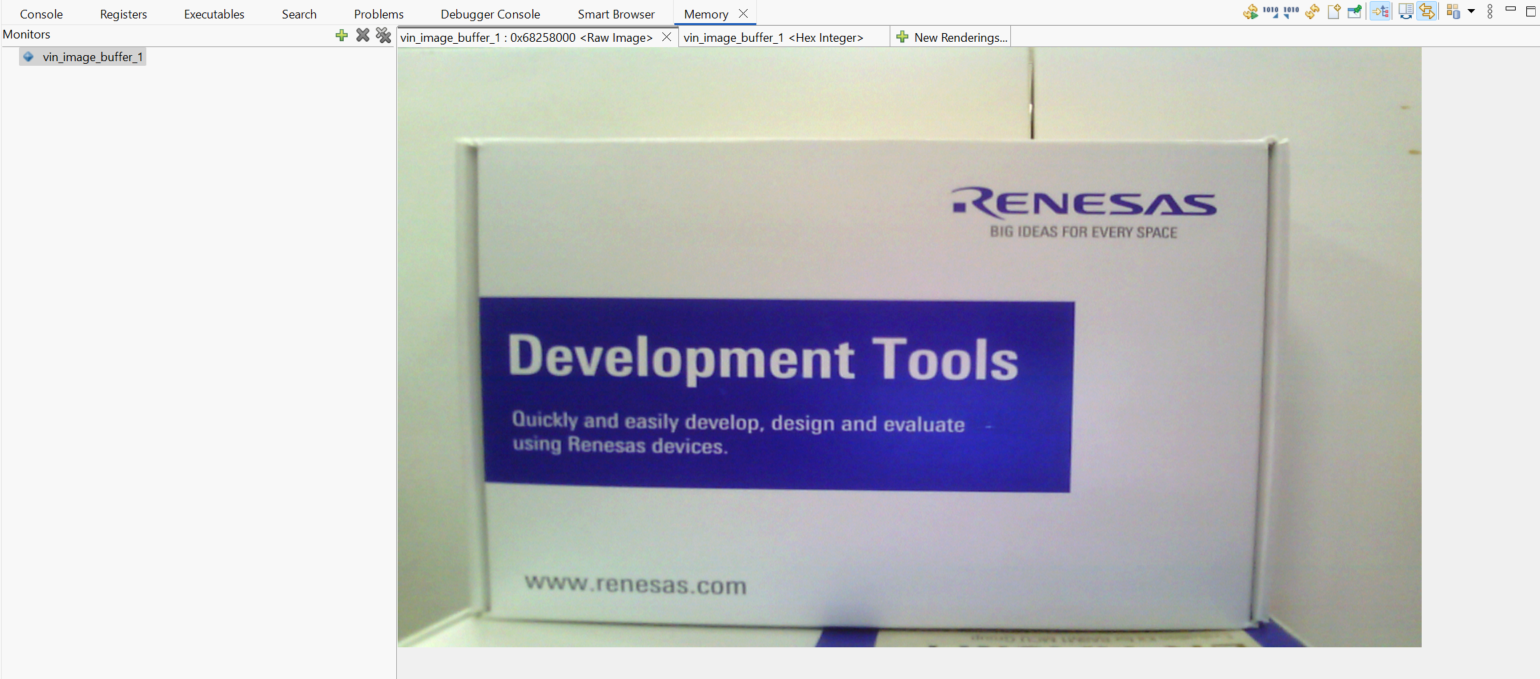 Console Registers Executables Search Problems Debugger Console Smart Browser Memory
Monitors
vin_image_buffer_1 : 0x68258000 <Raw Image> vin_image_buffer_1 <Hex Integer> New Renderings...
vin_image_buffer_1
RENESAS
BIG IDEAS FOR EVERY SPACE
Development Tools
Quickly and easily develop, design and evaluate
using Renesas devices.
www.renesas.com